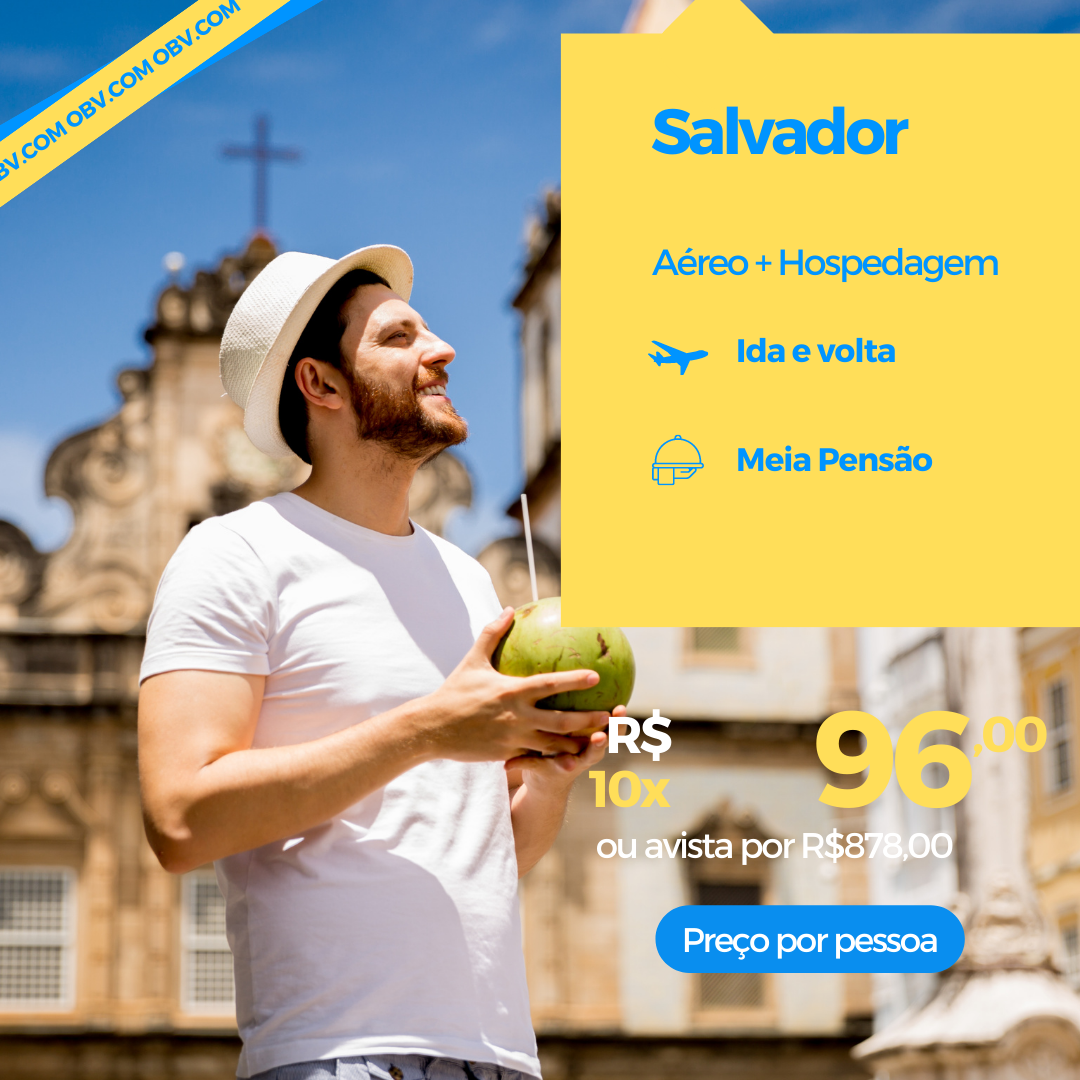 BV.COM OBV.COM OBV.COM
Salvador
Aéreo + Hospedagem
Ida e volta
Meia Pensão
R$
10x
96,00
ou avista por R$878,00
Preço por pessoa